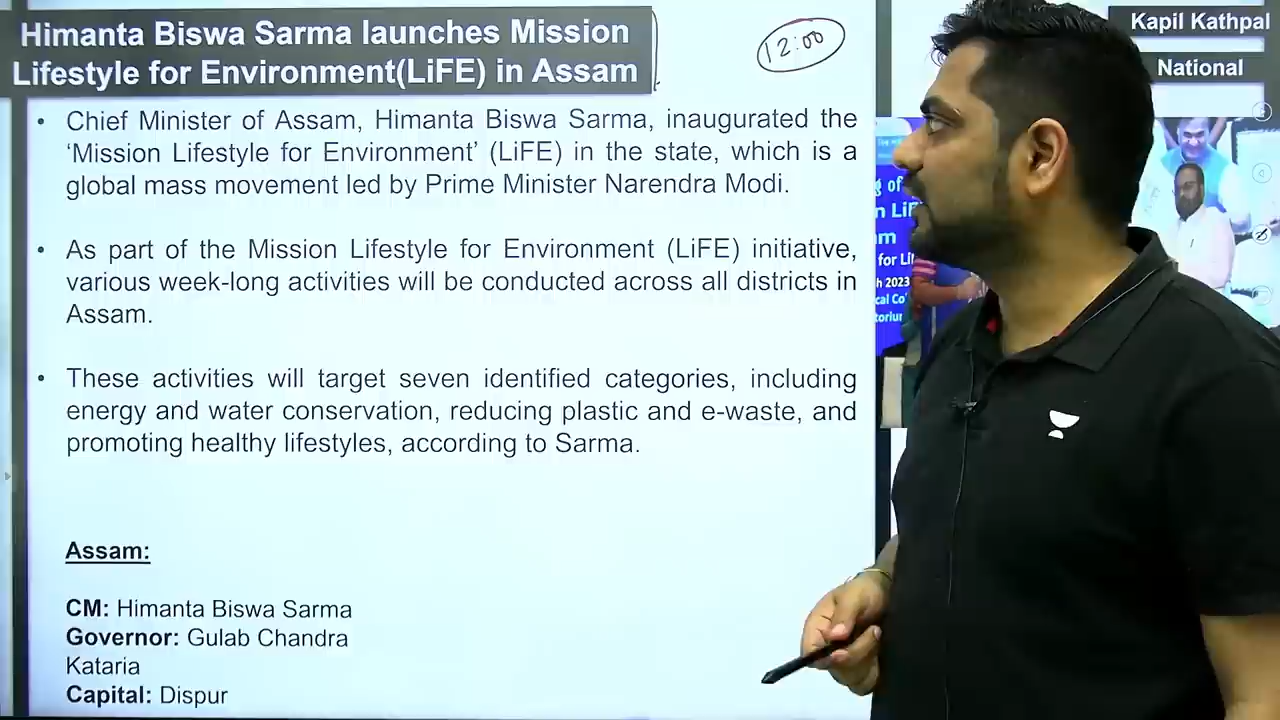 Himanta Biswa Sarma launches Mission
Lifestyle for Environment(LiFE) in Assam
12:00
Kapil Kathpal
National
• Chief Minister of Assam, Himanta Biswa Sarma, inaugurated the
‘Mission Lifestyle for Environment’ (LiFE) in the state, which is a
global mass movement led by Prime Minister Narendra Modi.
• As part of the Mission Lifestyle for Environment (LiFE) initiative,
various week-long activities will be conducted across all districts in
Assam.
• These activities will target seven identified categories, including
energy and water conservation, reducing plastic and e-waste, and
promoting healthy lifestyles, according to Sarma.
Assam:
CM: Himanta Biswa Sarma
Governor: Gulab Chandra
Kataria
Capital: Dispur
of
for
2023